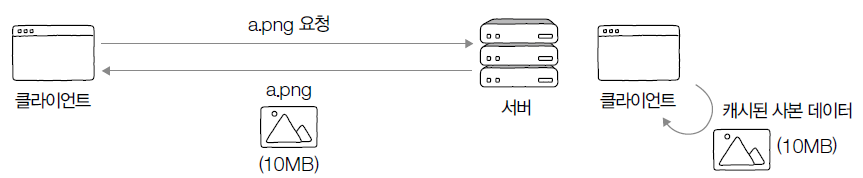 a.png 요청
클라이언트
a.png
(10MB)
서버
클라이언트
캐시된 사본 데이터
(10MB)